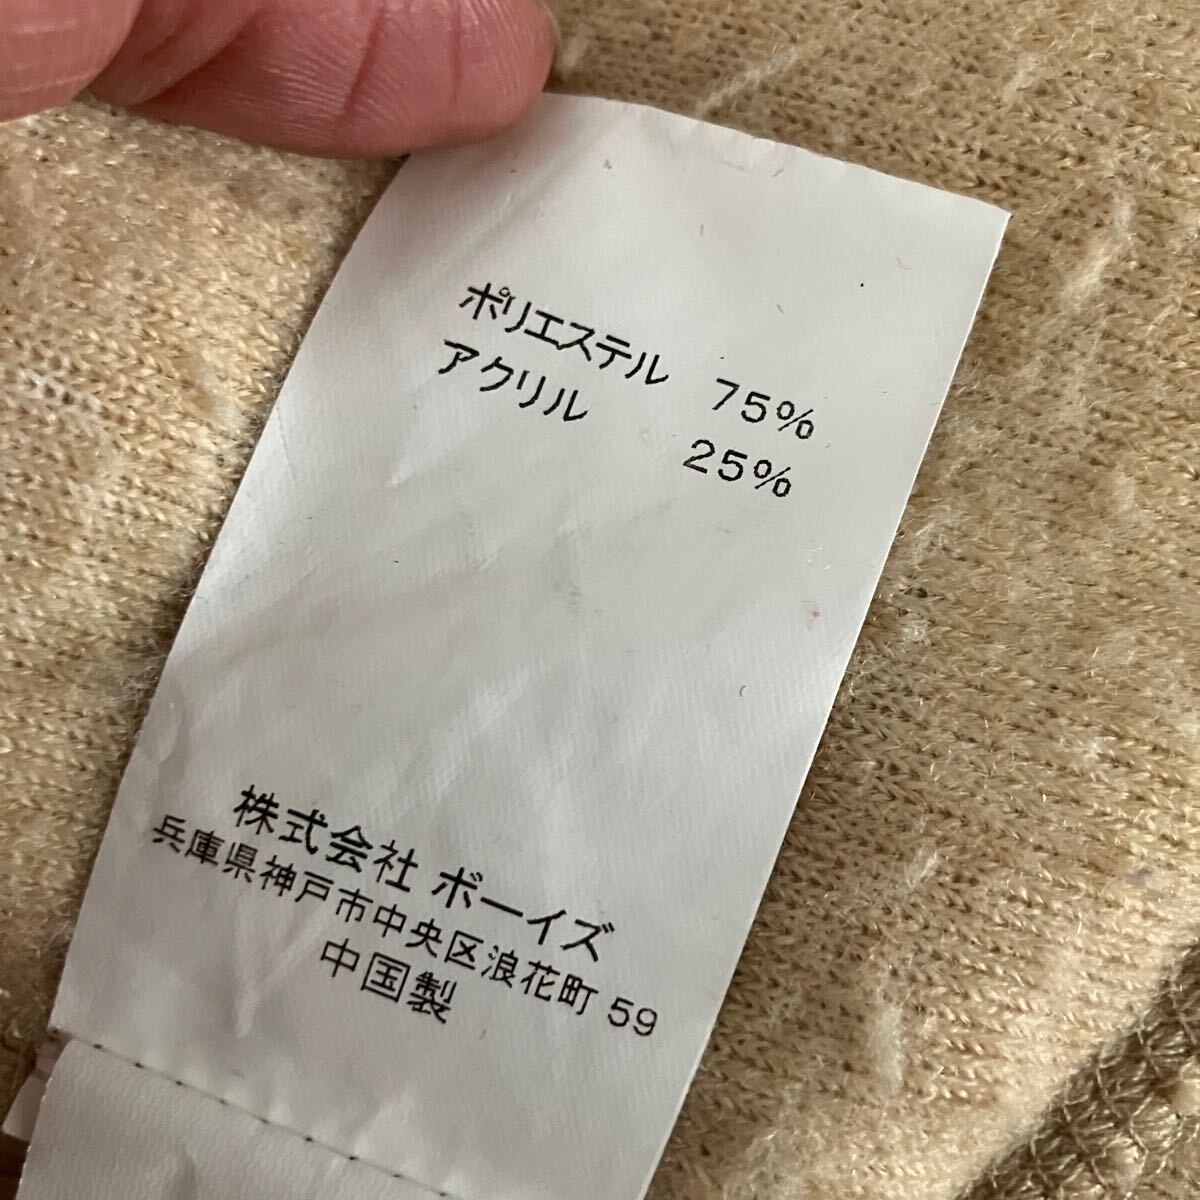 ポリエステル 75%
アクリル 25%
株式会社 ボーイズ
兵庫県神戸市中央区浪花町 59
中国製